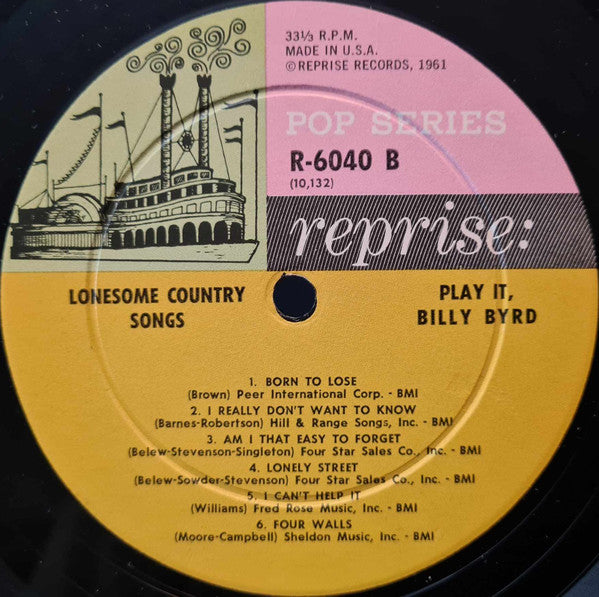 33⅓ R.P.M.
MADE IN U.S.A.
©REPRISE RECORDS, 1961
POP SERIES
R-6040 B
(10,132)
reprise:
LONESOME COUNTRY
SONGS
PLAY IT,
BILLY BYRD
1. BORN TO LOSE
(Brown) Peer International Corp. - BMI
2. I REALLY DON'T WANT TO KNOW
(Barnes-Robertson) Hill & Range Songs, Inc. - BMI
3. AM I THAT EASY TO FORGET
(Belew-Stevenson-Singleton) Four Star Sales Co., Inc. - BMI
4. LONELY STREET
(Belew-Sowder-Stevenson) Four Star Sales Co., Inc. - BMI
5. I CAN'T HELP IT
(Williams) Fred Rose Music, Inc. - BMI
6. FOUR WALLS
(Moore-Campbell) Sheldon Music, Inc. - BMI